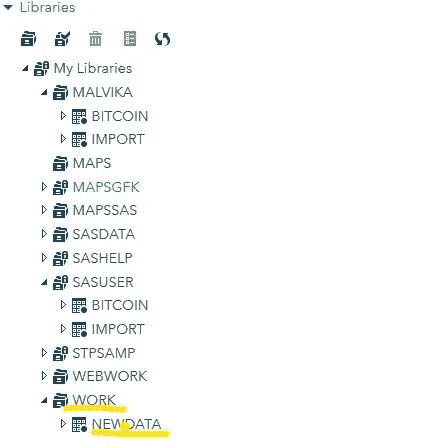 Libraries
My Libraries
MALVIKA
BITCOIN
IMPORT
MAPS
MAPSGFK
MAPSSAS
SASDATA
SASHELP
SASUSER
BITCOIN
IMPORT
STPSAMP
WEBWORK
WORK
NEWDATA